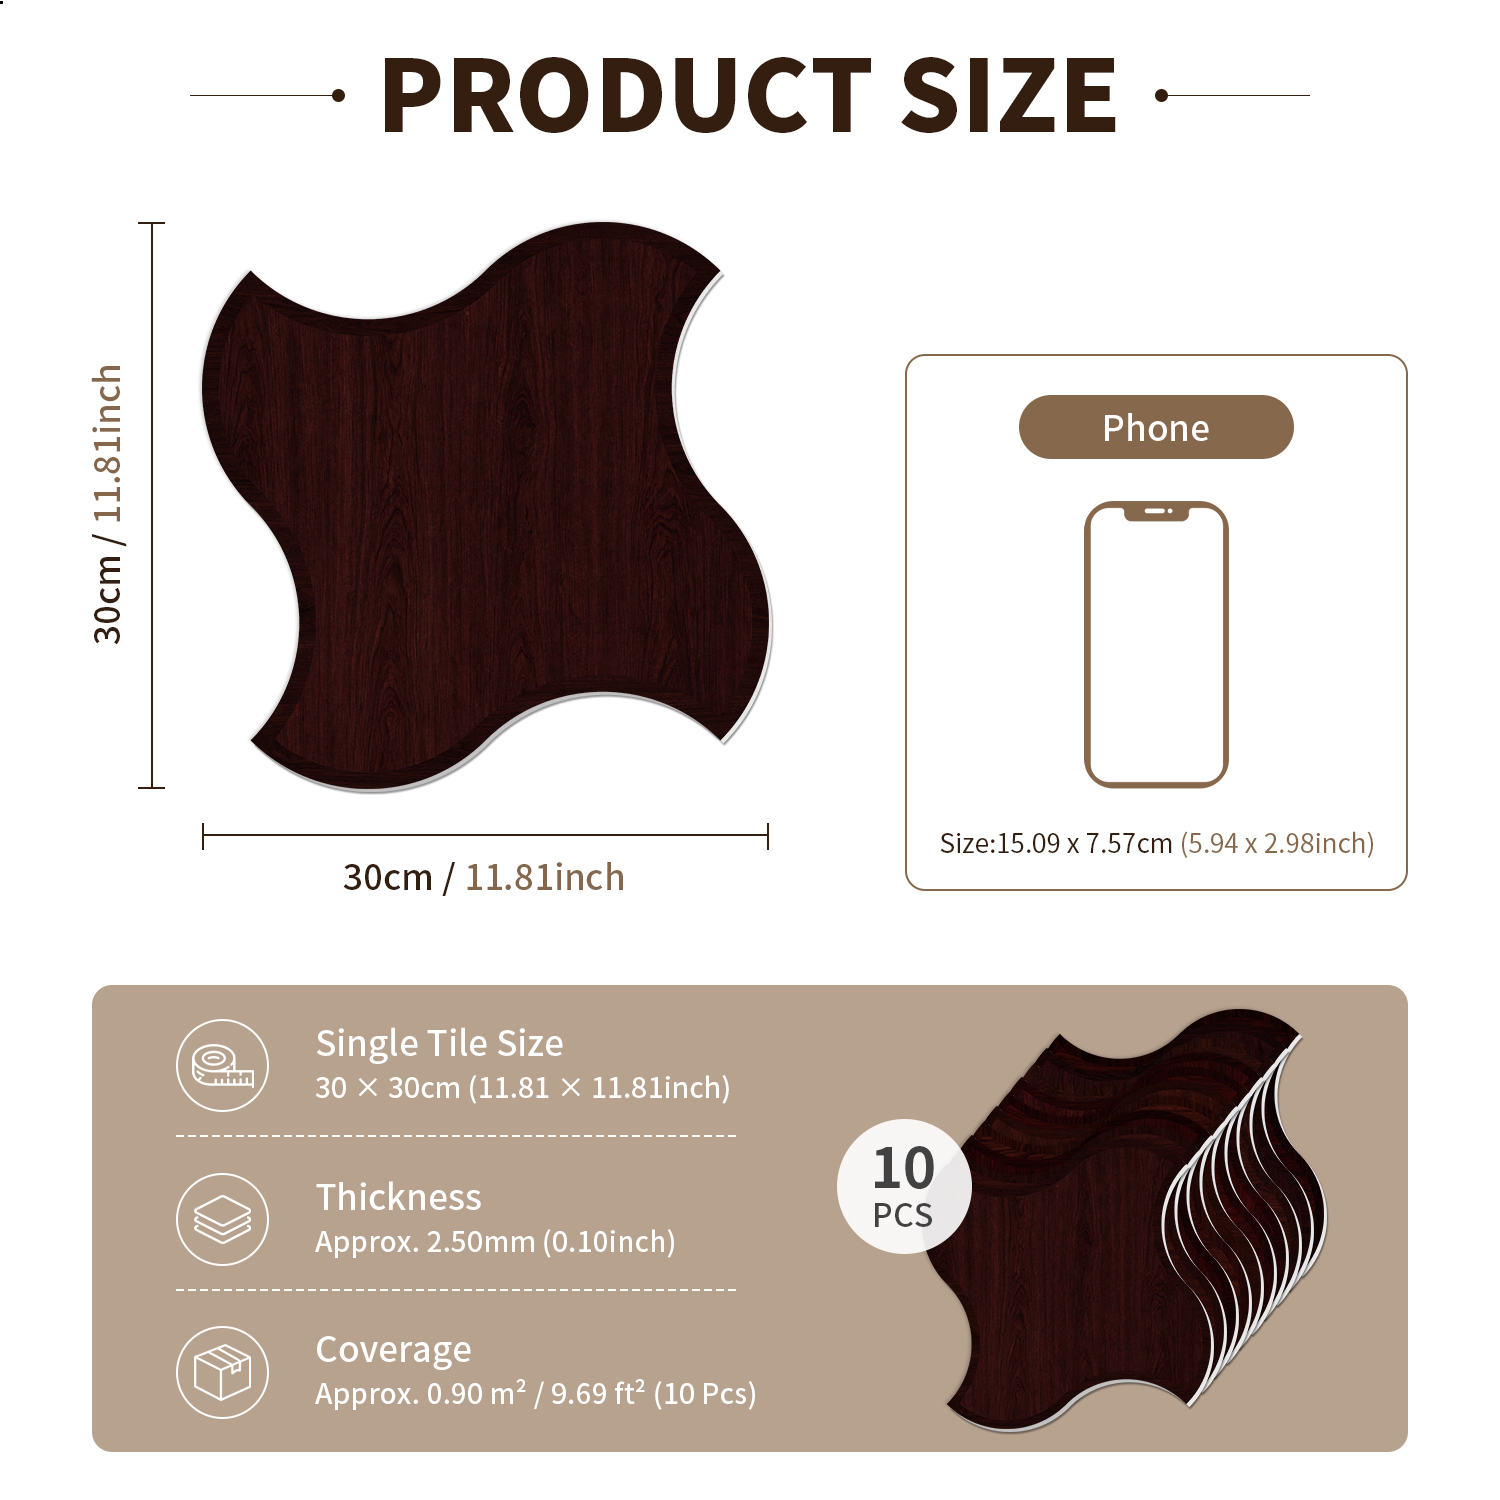 PRODUCT SIZE
30cm / 11.81inch
30cm / 11.81inch
Phone
Size:15.09 x 7.57cm (5.94 x 2.98inch)
Single Tile Size
30 × 30cm (11.81 × 11.81inch)
Thickness
Approx. 2.50mm (0.10inch)
Coverage
Approx. 0.90 m² / 9.69 ft² (10 Pcs)
10
PCS